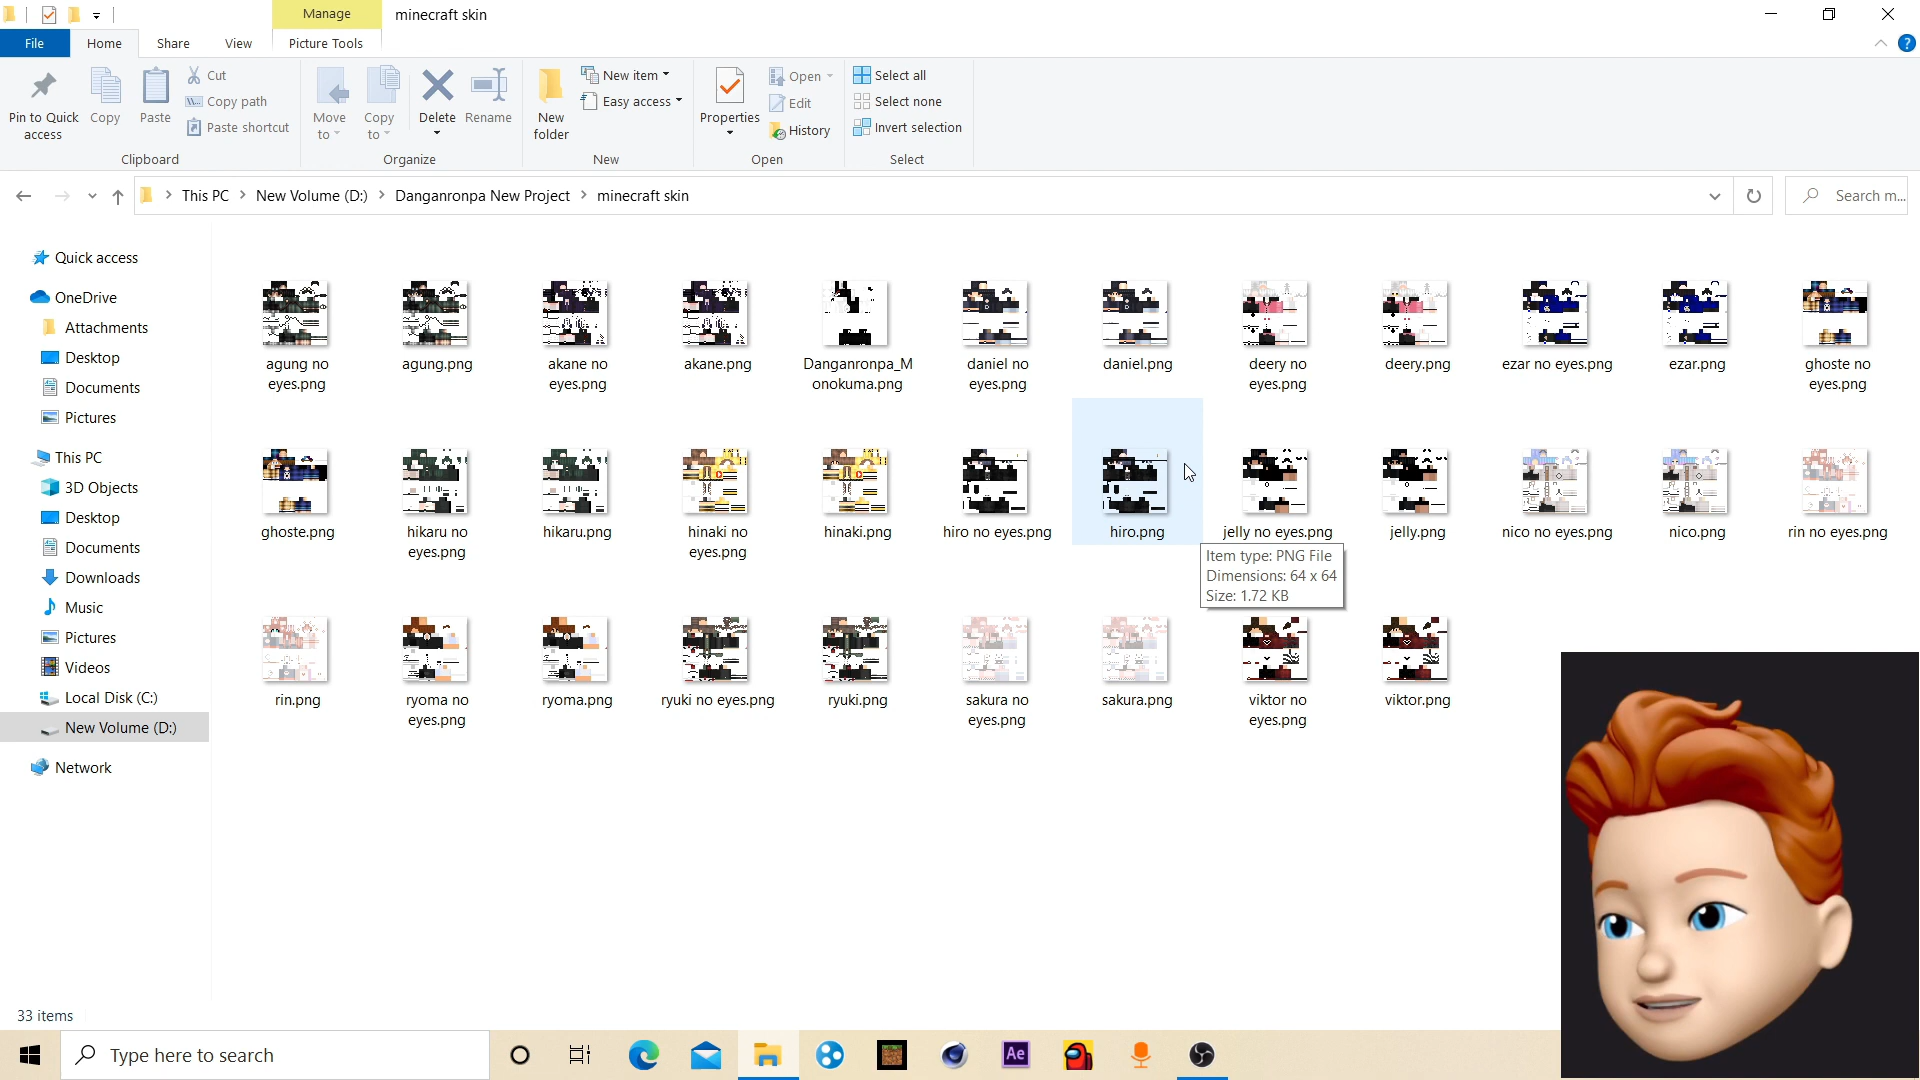 Manage
minecraft skin
File
Home
Share
View
Picture Tools
?
Pin to Quick access
Copy
Paste
Cut
Copy path
Paste shortcut
Clipboard
Move to
Copy to
Delete
Rename
Organize
New folder
New item
Easy access
New
Properties
Open
Edit
History
Open
Select all
Select none
Invert selection
Select
This PC
New Volume (D:)
Danganronpa New Project
minecraft skin
Search m...
Quick access
OneDrive
Attachments
Desktop
Documents
Pictures
This PC
3D Objects
Desktop
Documents
Downloads
Music
Pictures
Videos
Local Disk (C:)
New Volume (D:)
Network
agung no eyes.png
agung.png
akane no eyes.png
akane.png
Danganronpa_Monokuma.png
daniel no eyes.png
daniel.png
deery no eyes.png
deery.png
ezar no eyes.png
ezar.png
ghoste no eyes.png
ghoste.png
hikaru no eyes.png
hikaru.png
hinaki no eyes.png
hinaki.png
hiro no eyes.png
hiro.png
jelly no eyes.png
jelly.png
nico no eyes.png
nico.png
rin no eyes.png
Item type: PNG File
Dimensions: 64 x 64
Size: 1.72 KB
rin.png
ryoma no eyes.png
ryoma.png
ryuki no eyes.png
ryuki.png
sakura no eyes.png
sakura.png
viktor no eyes.png
viktor.png
33 items
Type here to search
Ae